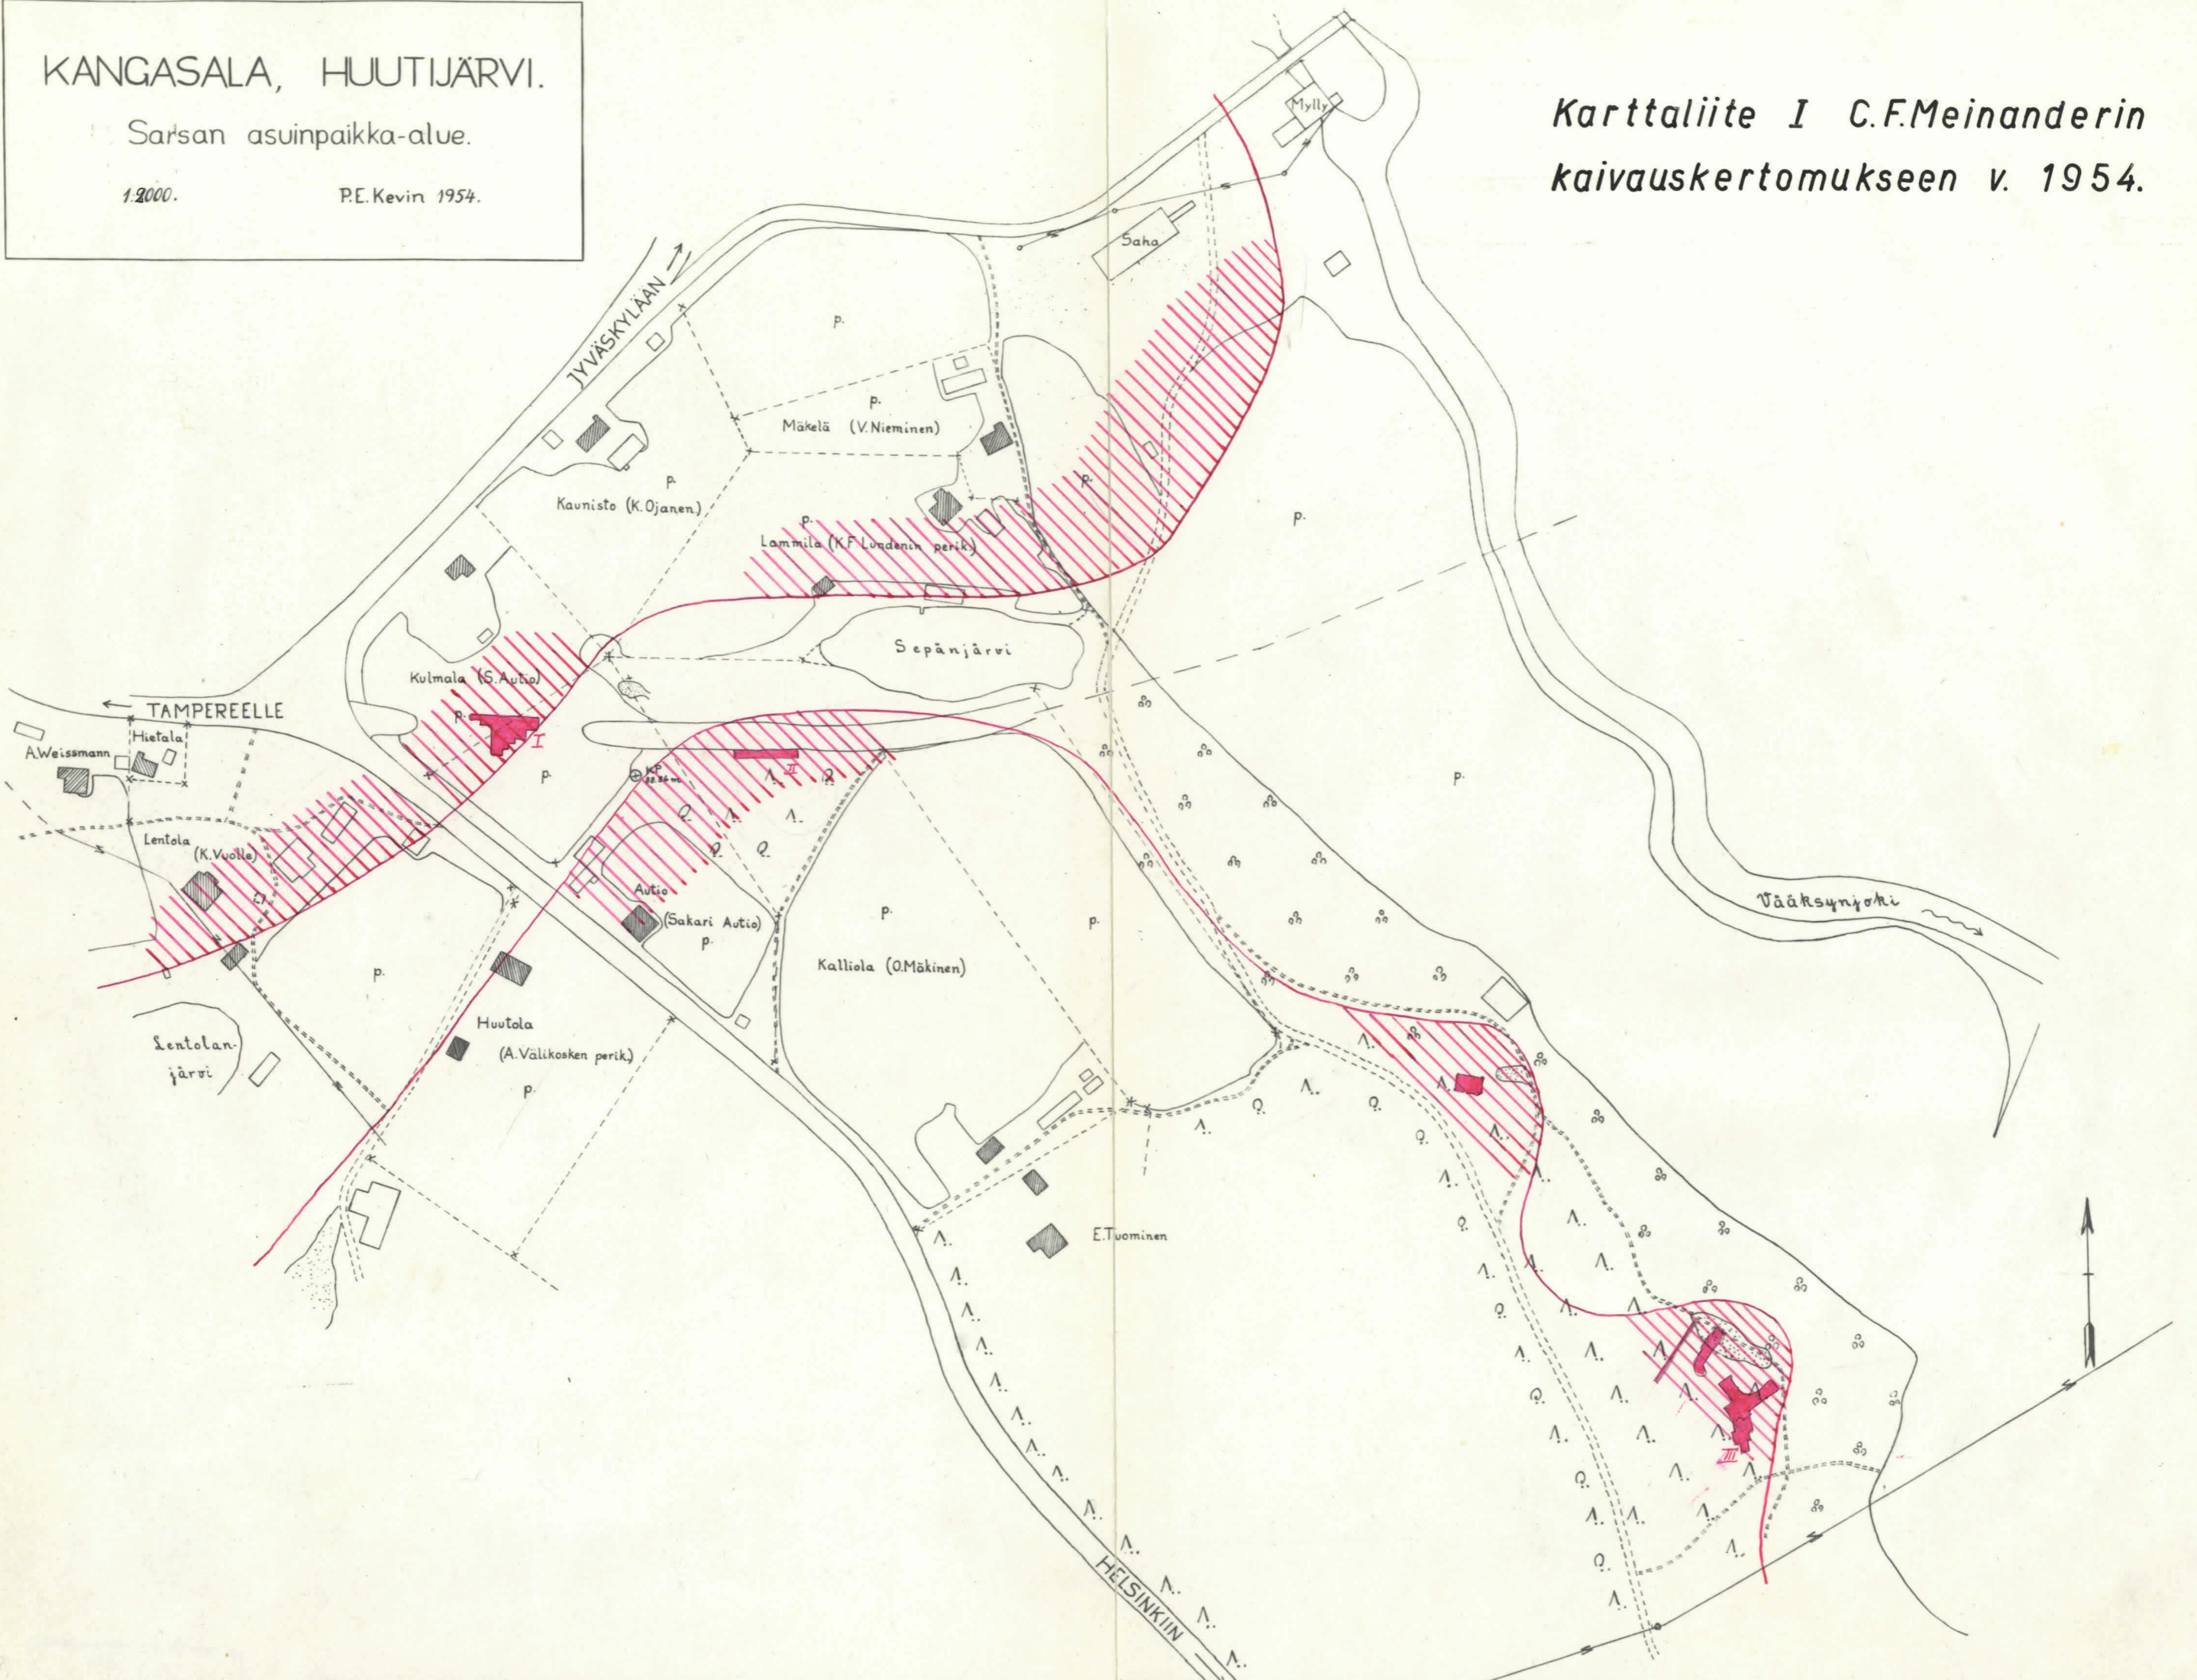 KANGASALA, HUUTIJÄRVI.
Sarsan asuinpaikka-alue.
1:2000. P.E. Kevin 1954.
Karttaliite I C.F.Meinanderin
kaivauskertomukseen v. 1954.
Mylly
Saha
JYVÄSKYLÄÄN
p.
p.
Mäkelä (V. Nieminen)
p.
Kaunisto (K. Ojanen)
p.
p.
p.
Lammila (K.F. Lundenin perik.)
Sepänjärvi
Kulmala (S. Autio)
p.
I
TAMPEREELLE
Hietala
A. Weissmann
p.
KP
II
p.
Lentola
(K. Vuolle)
Autio
(Sakari Autio)
p.
p.
p.
Vääksynjoki
Kalliola (O. Mäkinen)
p.
Huutola
(A. Välikosken perik.)
p.
Lentolan-
järvi
E. Tuominen
III
HELSINKIIN